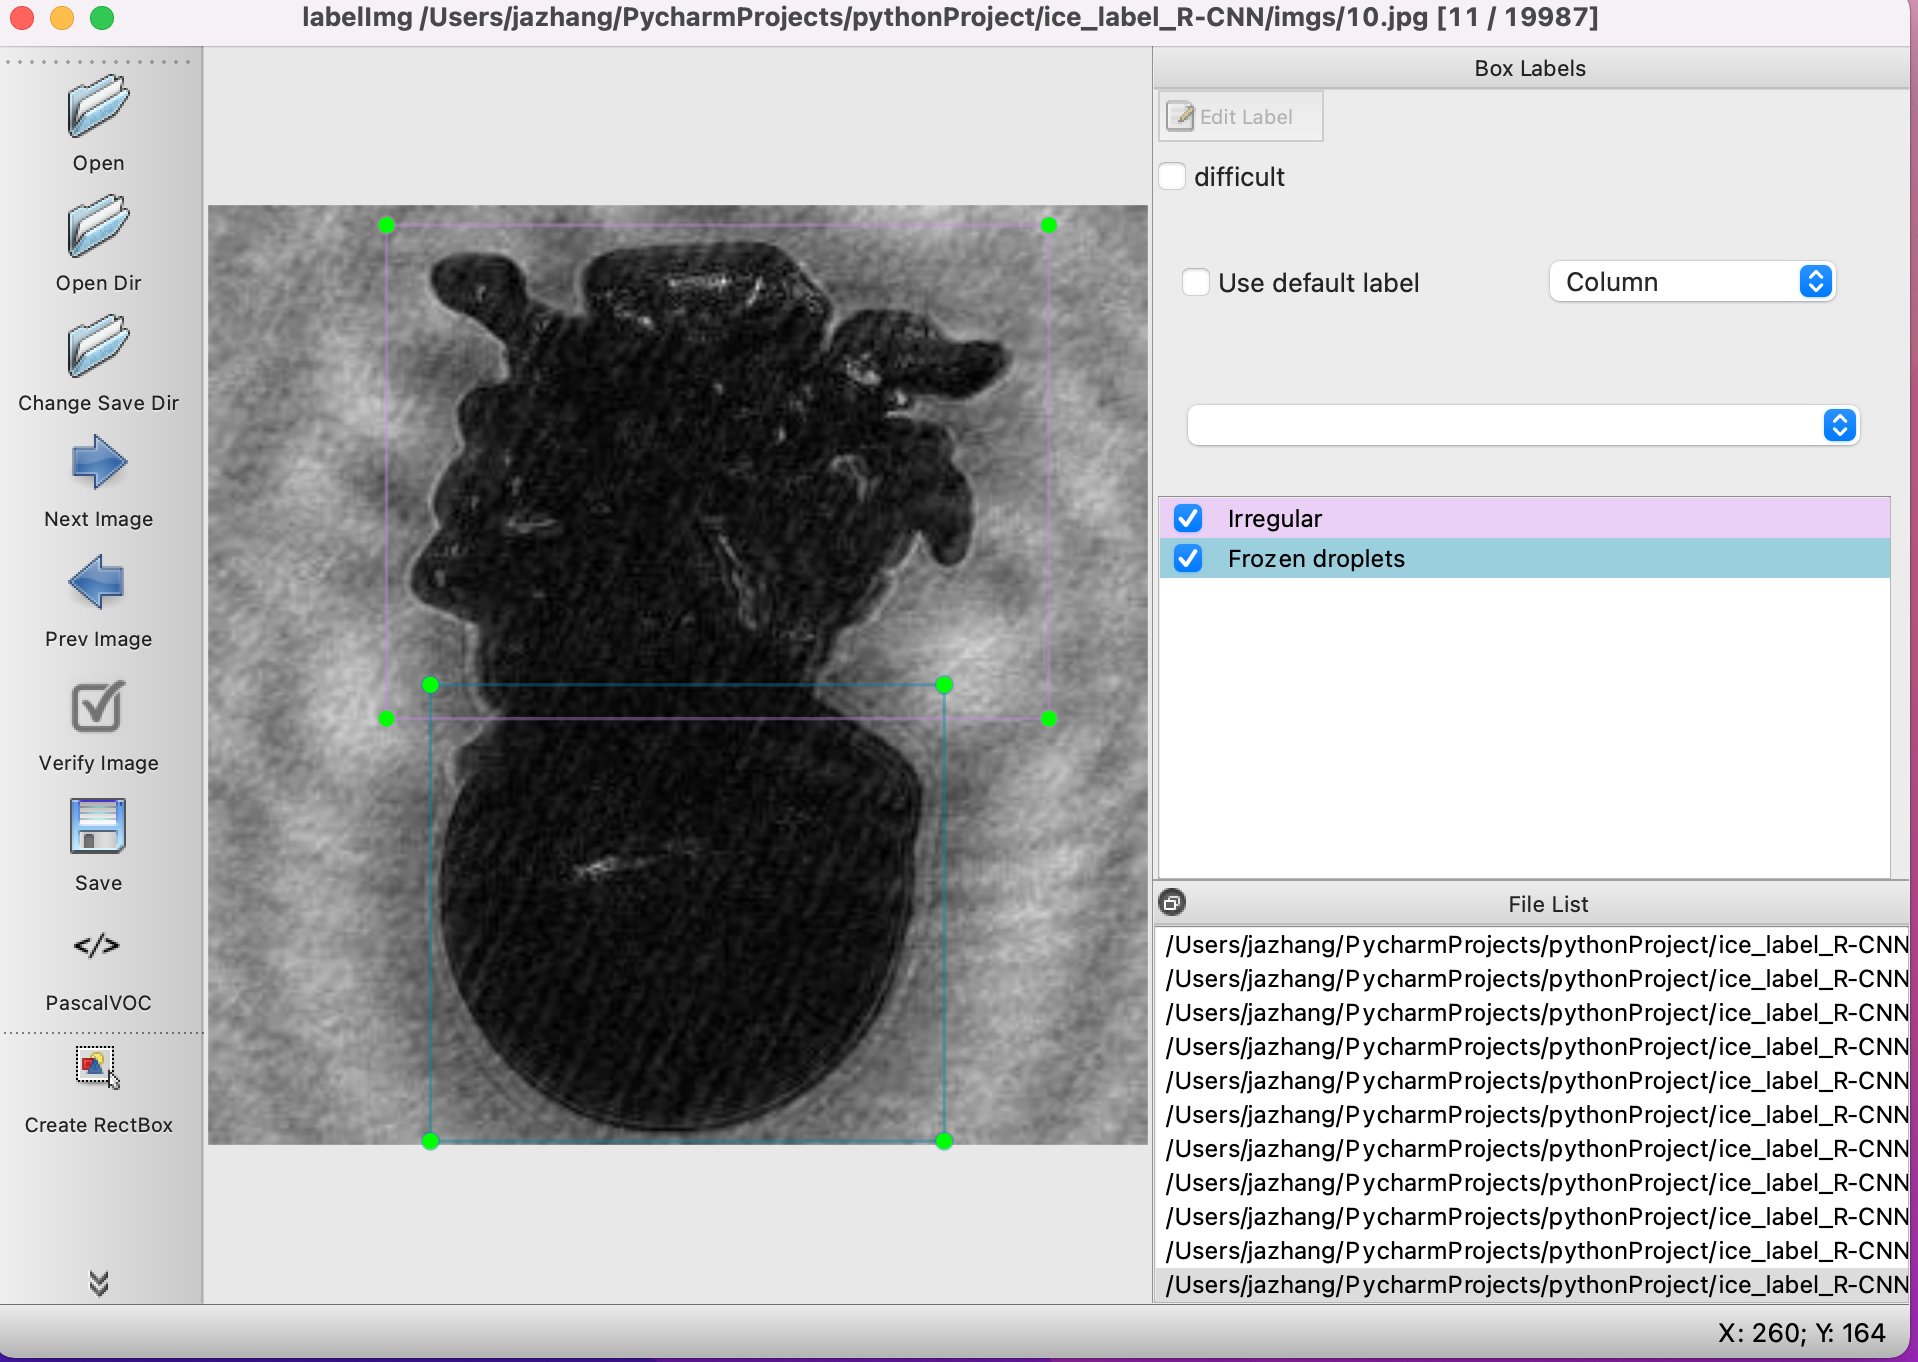 labelImg /Users/jazhang/PycharmProjects/pythonProject/ice_label_R-CNN/imgs/10.jpg [11 / 19987]
Open
Open Dir
Change Save Dir
Next Image
Prev Image
Verify Image
Save
</>
PascalVOC
Create RectBox
Box Labels
Edit Label
difficult
Use default label
Column
Irregular
Frozen droplets
File List
/Users/jazhang/PycharmProjects/pythonProject/ice_label_R-CNN
/Users/jazhang/PycharmProjects/pythonProject/ice_label_R-CNN
/Users/jazhang/PycharmProjects/pythonProject/ice_label_R-CNN
/Users/jazhang/PycharmProjects/pythonProject/ice_label_R-CNN
/Users/jazhang/PycharmProjects/pythonProject/ice_label_R-CNN
/Users/jazhang/PycharmProjects/pythonProject/ice_label_R-CNN
/Users/jazhang/PycharmProjects/pythonProject/ice_label_R-CNN
/Users/jazhang/PycharmProjects/pythonProject/ice_label_R-CNN
/Users/jazhang/PycharmProjects/pythonProject/ice_label_R-CNN
/Users/jazhang/PycharmProjects/pythonProject/ice_label_R-CNN
/Users/jazhang/PycharmProjects/pythonProject/ice_label_R-CNN
X: 260; Y: 164